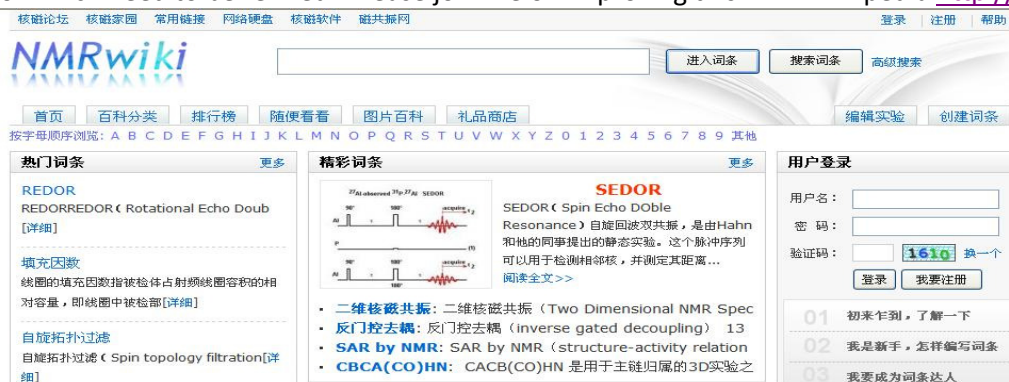 核磁论坛 核磁家园 常用链接 网络硬盘 核磁软件 磁共振网 登录 注册 帮助
NMRwiki
进入词条 搜索词条 高级搜索
首页 百科分类 排行榜 随便看看 图片百科 礼品商店 编辑实验 创建词条
按字母顺序浏览: A B C D E F G H I J K L M N O P Q R S T U V W X Y Z 0 1 2 3 4 5 6 7 8 9 其他
热门词条 更多
REDOR
REDORREDOR ( Rotational Echo Doub
[详细]
填充因数
线圈的填充因数指被检体占射频线圈容积的相
对容量，即线圈中被检部[详细]
自旋拓扑过滤
自旋拓扑过滤 ( Spin topology filtration[详
细]
精彩词条 更多
27Al observed 31P-27Al SEDOR
90° 180° acquire t2
Al
P
(1)
90° 180° acquire t2
Al
180°
SEDOR
SEDOR ( Spin Echo DOble
Resonance ) 自旋回波双共振，是由Hahn
和他的同事提出的静态实验。这个脉冲序列
可以用于检测相邻核，并测定其距离...
阅读全文>>
二维核磁共振: 二维核磁共振（Two Dimensional NMR Spec
反门控去耦: 反门控去耦（inverse gated decoupling） 13
SAR by NMR: SAR by NMR（structure-activity relation
CBCA(CO)HN: CACB(CO)HN 是用于主链归属的3D实验之
用户登录
用户名：
密 码：
验证码： 1610 换一个
登录 我要注册
01 初来乍到，了解一下
02 我是新手，怎样编写词条
03 我要成为词条达人